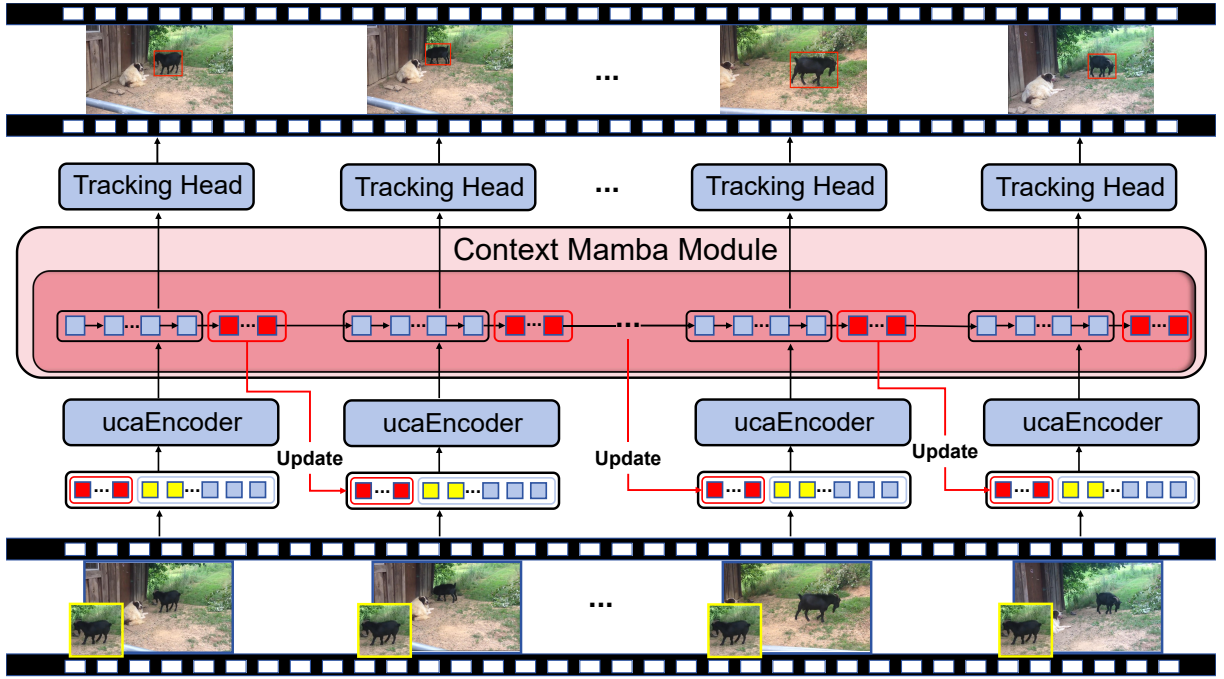 ...
Tracking Head
Tracking Head
...
Tracking Head
Tracking Head
Context Mamba Module
... ... ... ... ... ... ... ... ...
ucaEncoder
ucaEncoder
ucaEncoder
ucaEncoder
Update
Update
Update
... ... ... ... ... ... ... ...
...